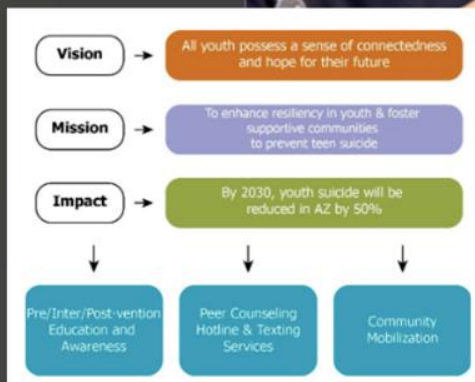 Vision
All youth possess a sense of connectedness
and hope for their future
Mission
To enhance resiliency in youth & foster
supportive communities
to prevent teen suicide
Impact
By 2030, youth suicide will be
reduced in AZ by 50%
Pre/Inter/Post-vention
Education and
Awareness
Peer Counseling
Hotline & Texting
Services
Community
Mobilization